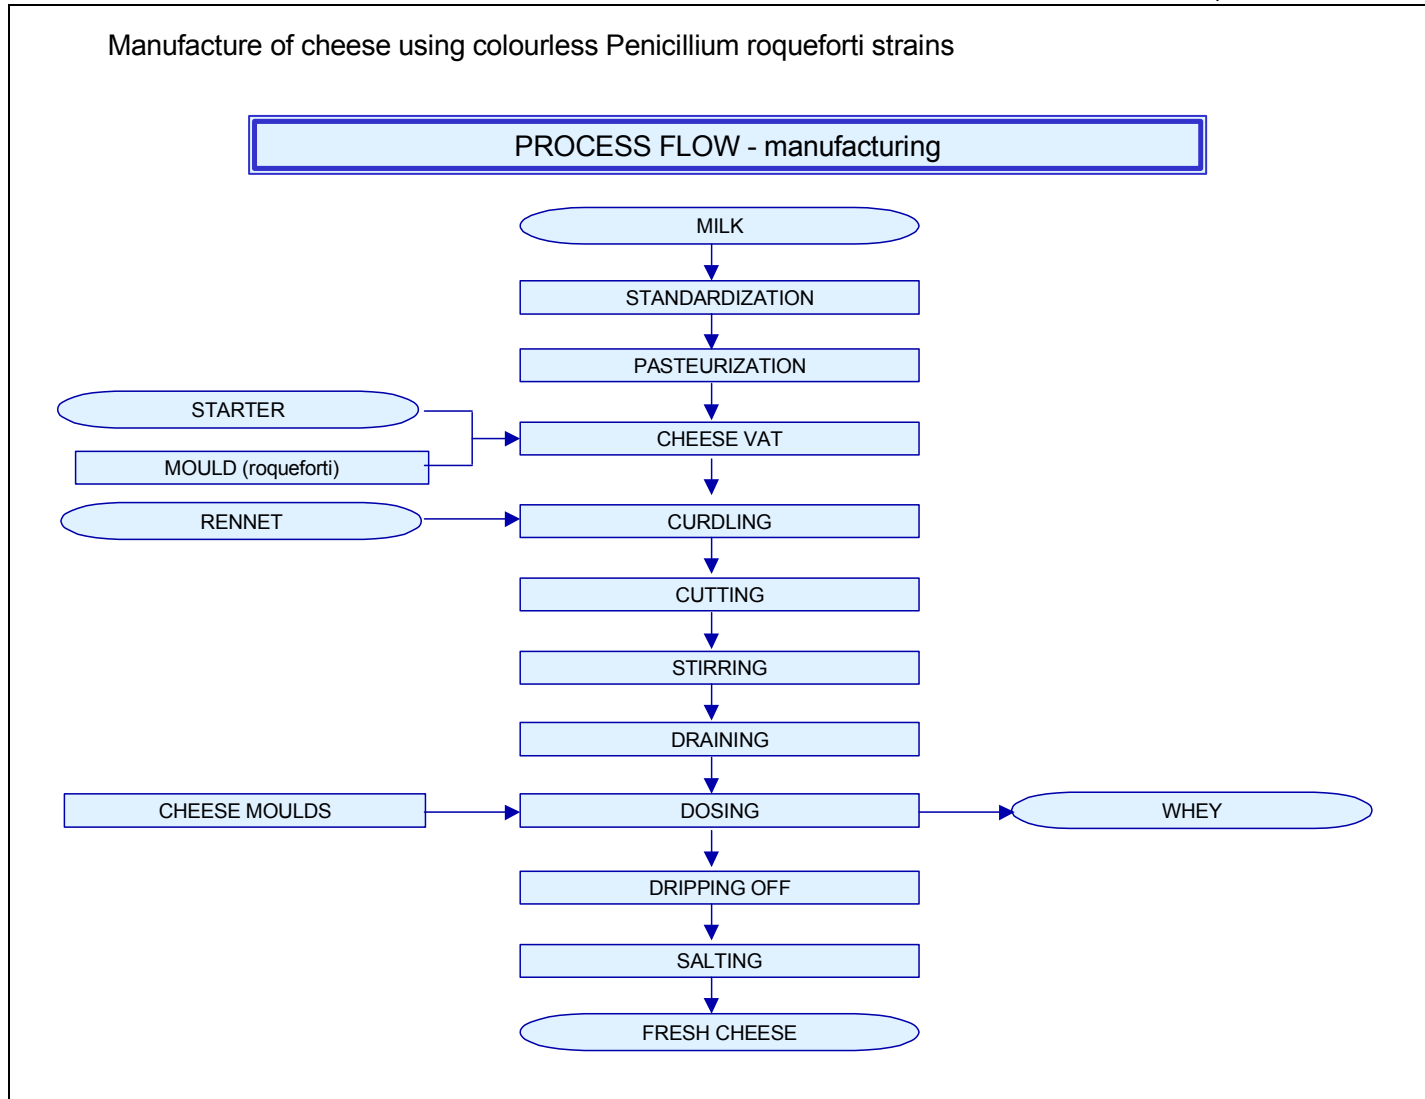 Manufacture of cheese using colourless Penicillium roqueforti strains
PROCESS FLOW - manufacturing
MILK
STANDARDIZATION
PASTEURIZATION
STARTER
CHEESE VAT
MOULD (roqueforti)
RENNET
CURDLING
CUTTING
STIRRING
DRAINING
CHEESE MOULDS
DOSING
WHEY
DRIPPING OFF
SALTING
FRESH CHEESE